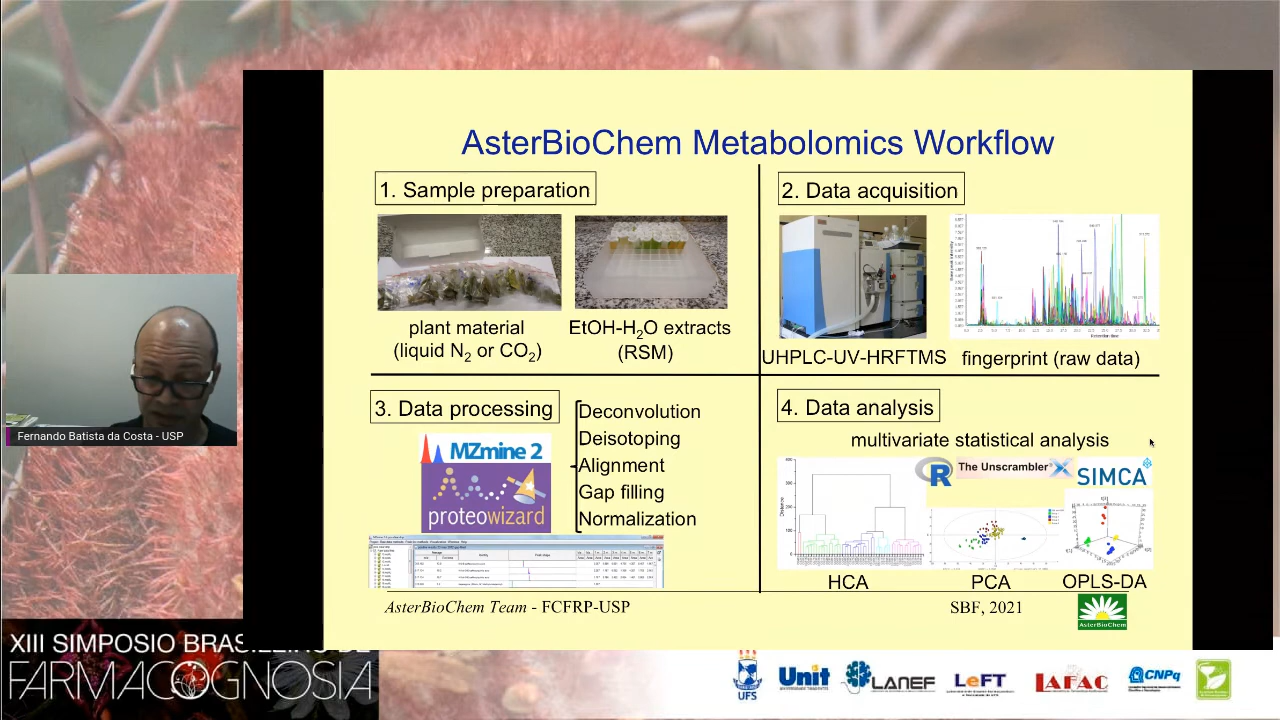 AsterBioChem Metabolomics Workflow
1. Sample preparation
plant material
(liquid N2 or CO2)
EtOH-H2O extracts
(RSM)
2. Data acquisition
UHPLC-UV-HRFTMS
fingerprint (raw data)
3. Data processing
MZmine 2
proteowizard
Deconvolution
Deisotoping
Alignment
Gap filling
Normalization
4. Data analysis
multivariate statistical analysis
R
The Unscrambler X
SIMCA
Distance
HCA
PCA
OPLS-DA
AsterBioChem Team - FCFRP-USP
SBF, 2021
AsterBioChem
Fernando Batista da Costa - USP
XIII SIMPOSIO BRASILEIRO DE
FARMACOGNOSIA
UFS
Unit
LANEF
LeFT
LAFAC
CNPq